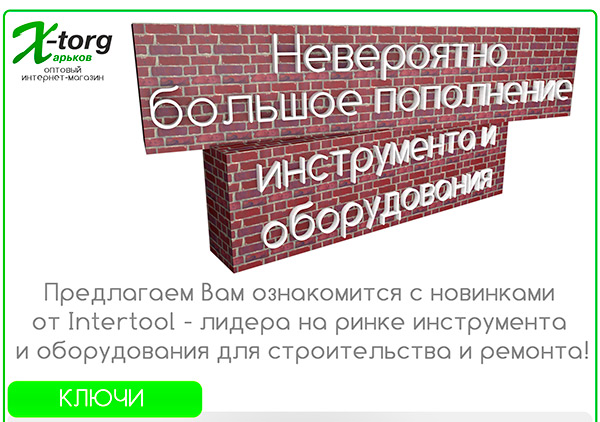 X-torg
Харьков
оптовый
интернет-магазин
Невероятно
большое пополнение
инструмента и
оборудования
Предлагаем Вам ознакомится с новинками
от Intertool - лидера на ринке инструмента
и оборудования для строительства и ремонта!
КЛЮЧИ